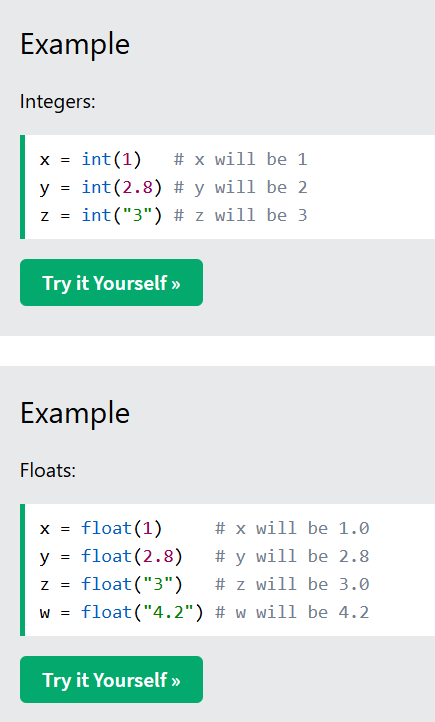 Example
Integers:
x = int(1)   # x will be 1
y = int(2.8) # y will be 2
z = int("3") # z will be 3
Try it Yourself »
Example
Floats:
x = float(1)     # x will be 1.0
y = float(2.8)   # y will be 2.8
z = float("3")   # z will be 3.0
w = float("4.2") # w will be 4.2
Try it Yourself »